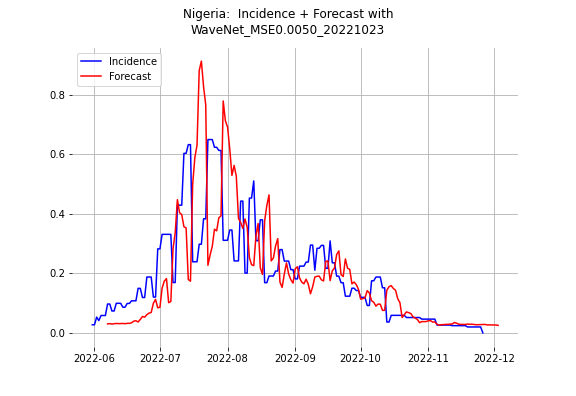 Nigeria:  Incidence + Forecast with
WaveNet_MSE0.0050_20221023
Incidence
Forecast
0.8
0.6
0.4
0.2
0.0
2022-06 2022-07 2022-08 2022-09 2022-10 2022-11 2022-12